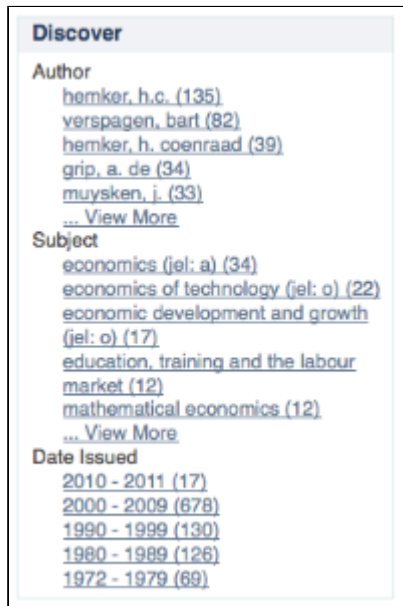 Discover
Author
hemker, h.c. (135)
verspagen, bart (82)
hemker, h. coenraad (39)
grip, a. de (34)
muysken, j. (33)
... View More
Subject
economics (jel: a) (34)
economics of technology (jel: o) (22)
economic development and growth
(jel: o) (17)
education, training and the labour
market (12)
mathematical economics (12)
... View More
Date Issued
2010 - 2011 (17)
2000 - 2009 (678)
1990 - 1999 (130)
1980 - 1989 (126)
1972 - 1979 (69)